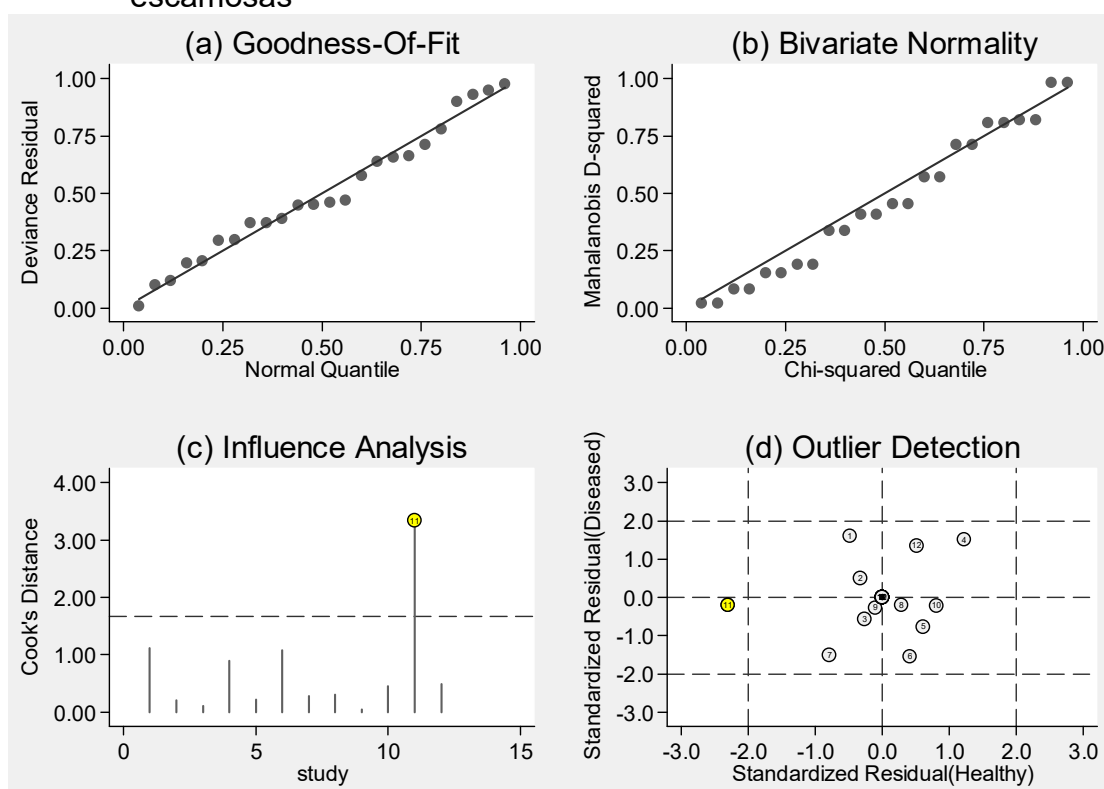 escamosas
(a) Goodness-Of-Fit
Deviance Residual
1.00
0.75
0.50
0.25
0.00
0.00 0.25 0.50 0.75 1.00
Normal Quantile
(b) Bivariate Normality
Mahalanobis D-squared
1.00
0.75
0.50
0.25
0.00
0.00 0.25 0.50 0.75 1.00
Chi-squared Quantile
(c) Influence Analysis
Cook's Distance
4.00
3.00
2.00
1.00
0.00
11
0 5 10 15
study
(d) Outlier Detection
Standardized Residual(Diseased)
3.0
2.0
1.0
0.0
-1.0
-2.0
-3.0
1
12
4
2
11
9
8
10
3
5
7
6
-3.0 -2.0 -1.0 0.0 1.0 2.0 3.0
Standardized Residual(Healthy)